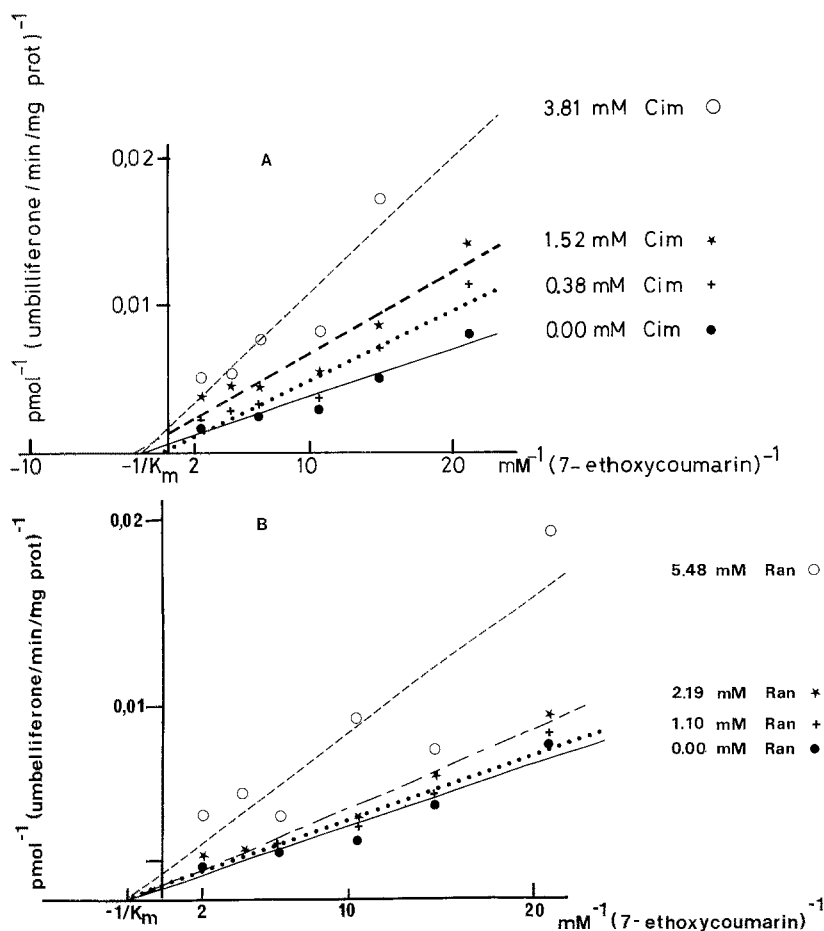 pmol⁻¹ (umbilliferone/min/mg prot)⁻¹
A
0,02
0,01
3.81 mM Cim
1.52 mM Cim
0.38 mM Cim
0.00 mM Cim
-10 -1/Km 2 10 20 mM⁻¹ (7-ethoxycoumarin)⁻¹
pmol⁻¹ (umbelliferone/min/mg prot)⁻¹
B
0,02
0,01
5.48 mM Ran
2.19 mM Ran
1.10 mM Ran
0.00 mM Ran
-1/Km 2 10 20 mM⁻¹ (7-ethoxycoumarin)⁻¹